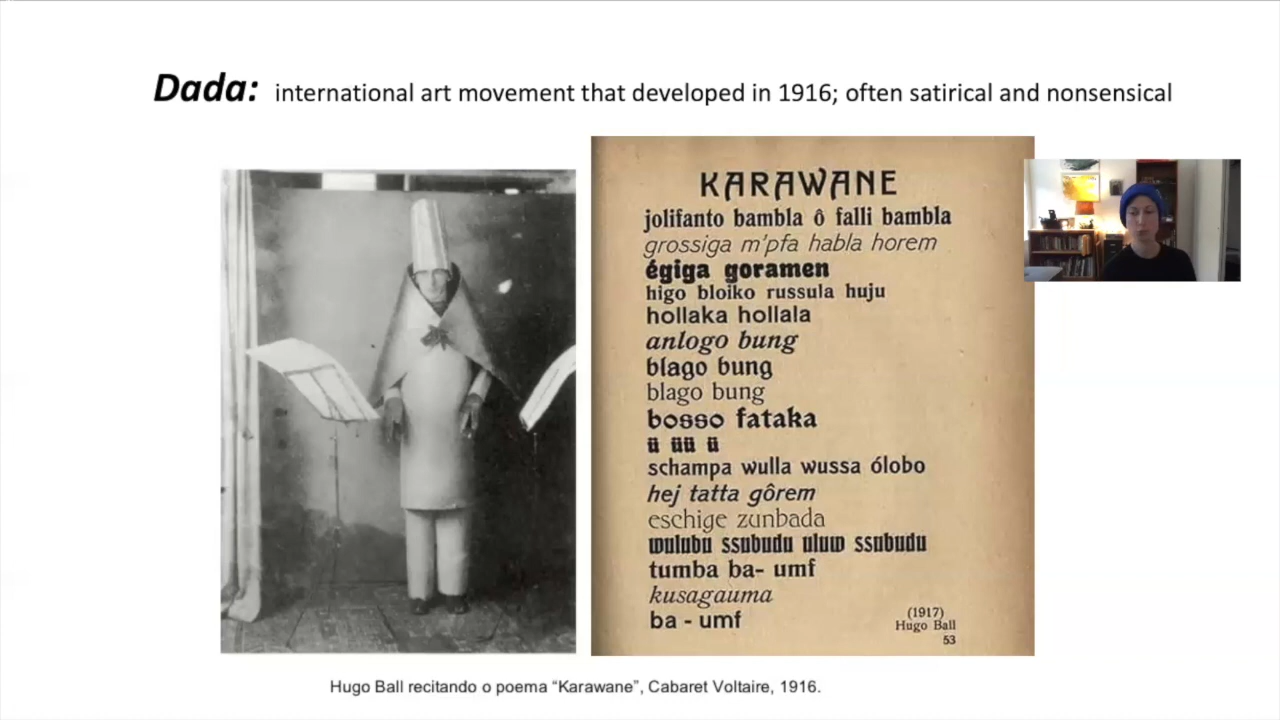 Dada: international art movement that developed in 1916; often satirical and nonsensical
KARAWANE
jolifanto bambla ô falli bambla
grossiga m'pfa habla horem
égiga goramen
higo bloiko russula huju
hollaka hollala
anlogo bung
blago bung
blago bung
bosso fataka
ü üü ü
schampa wulla wussa ólobo
hej tatta gôrem
eschige zunbada
wulubu ssubudu uluw ssubudu
tumba ba- umf
kusagauma
ba - umf
(1917)
Hugo Ball
53
Hugo Ball recitando o poema “Karawane”, Cabaret Voltaire, 1916.